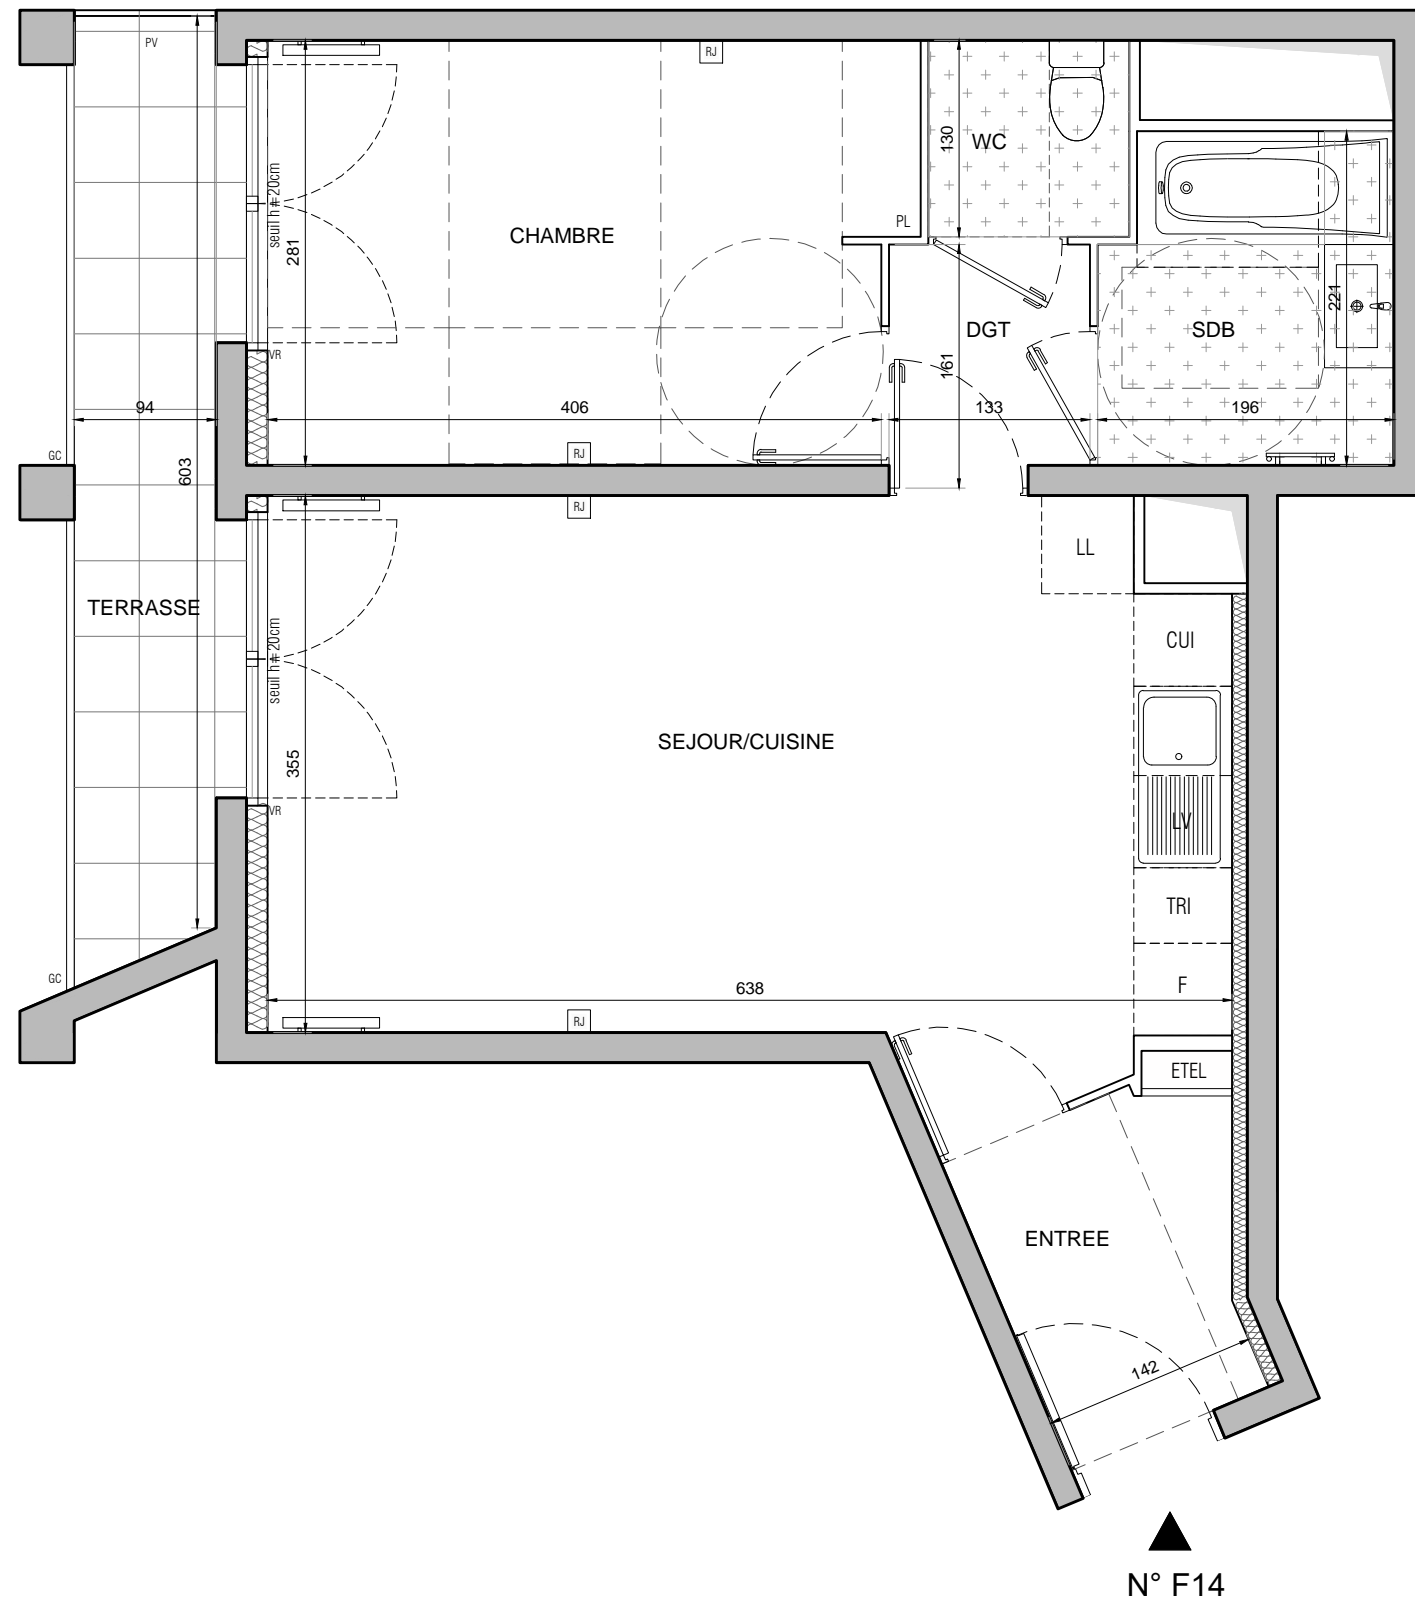 PV
RJ
130
WC
seuil h=20cm
281
CHAMBRE
PL
221
DGT
SDB
VR
161
94
406
133
196
GC
603
RJ
RJ
LL
TERRASSE
seuil h=20cm
CUI
355
SEJOUR/CUISINE
VR
LV
TRI
GC
638
F
RJ
ETEL
ENTREE
142
N° F14